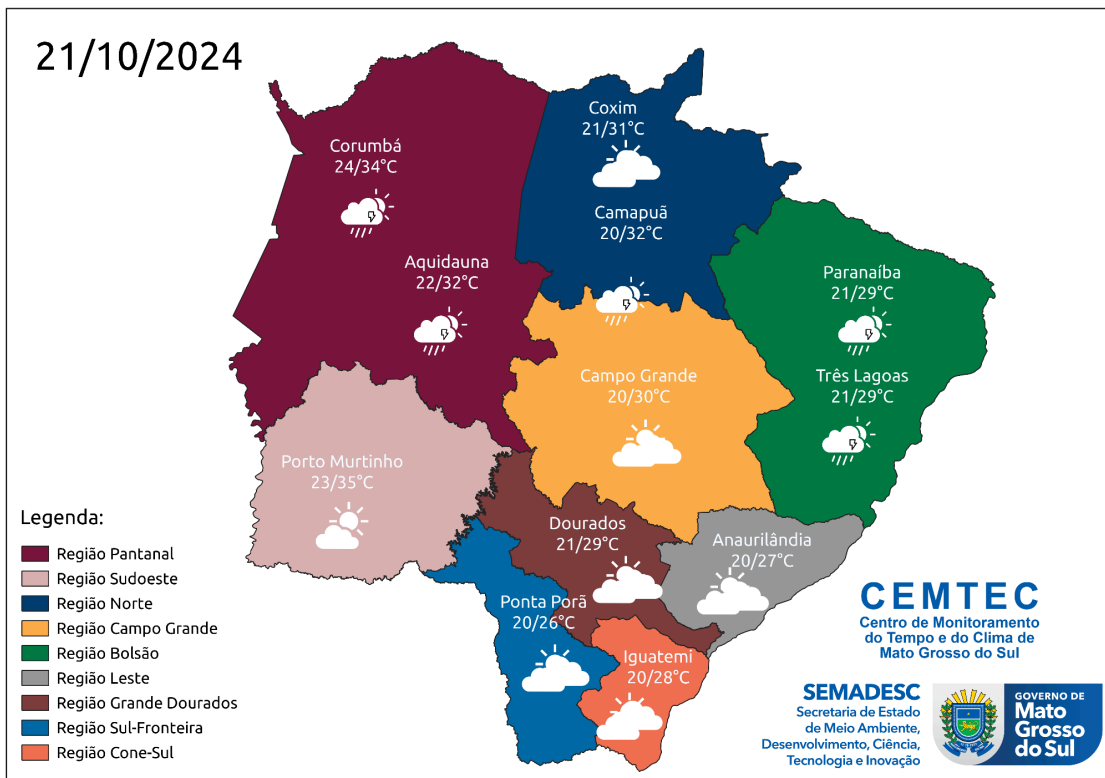 21/10/2024
Corumbá
24/34°C
Coxim
21/31°C
Camapuã
20/32°C
Aquidauna
22/32°C
Paranaíba
21/29°C
Três Lagoas
21/29°C
Campo Grande
20/30°C
Porto Murtinho
23/35°C
Dourados
21/29°C
Anaurilândia
20/27°C
Ponta Porã
20/26°C
Iguatemi
20/28°C
Legenda:
Região Pantanal
Região Sudoeste
Região Norte
Região Campo Grande
Região Bolsão
Região Leste
Região Grande Dourados
Região Sul-Fronteira
Região Cone-Sul
CEMTEC
Centro de Monitoramento
do Tempo e do Clima de
Mato Grosso do Sul
SEMADESC
Secretaria de Estado
de Meio Ambiente,
Desenvolvimento, Ciência,
Tecnologia e Inovação
GOVERNO DE
Mato
Grosso
do Sul